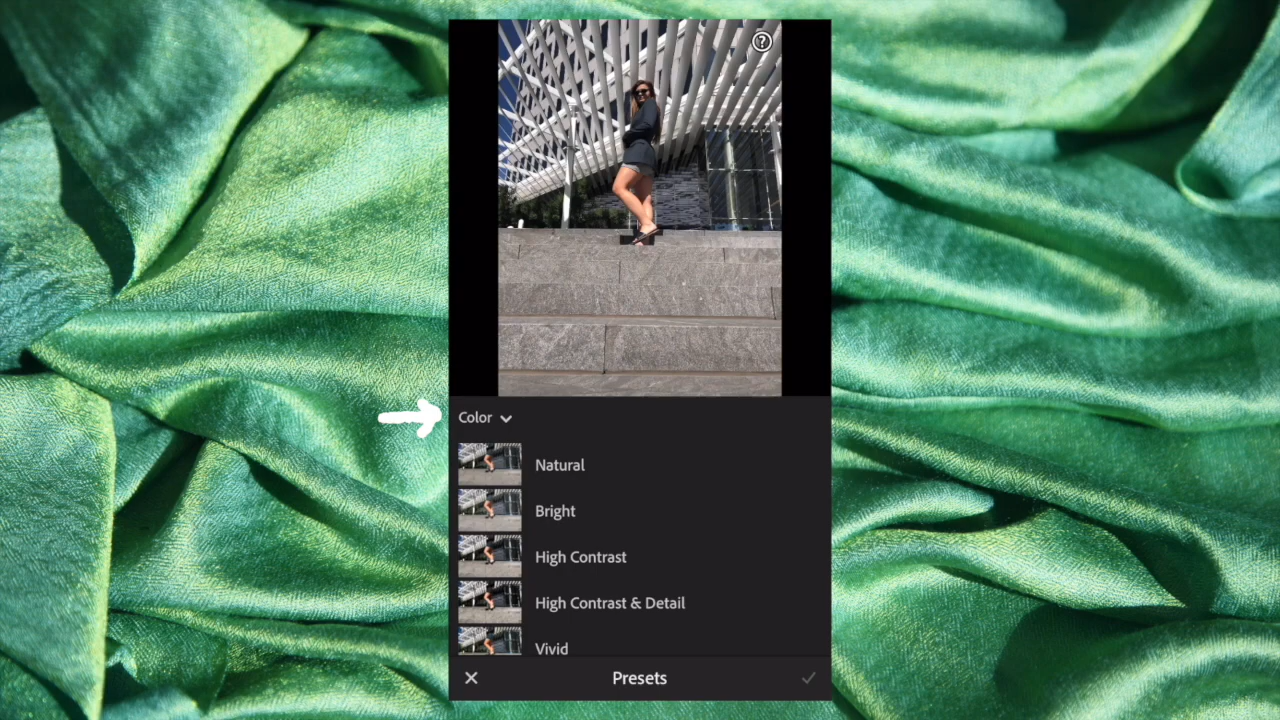 Color
Natural
Bright
High Contrast
High Contrast & Detail
Vivid
Presets